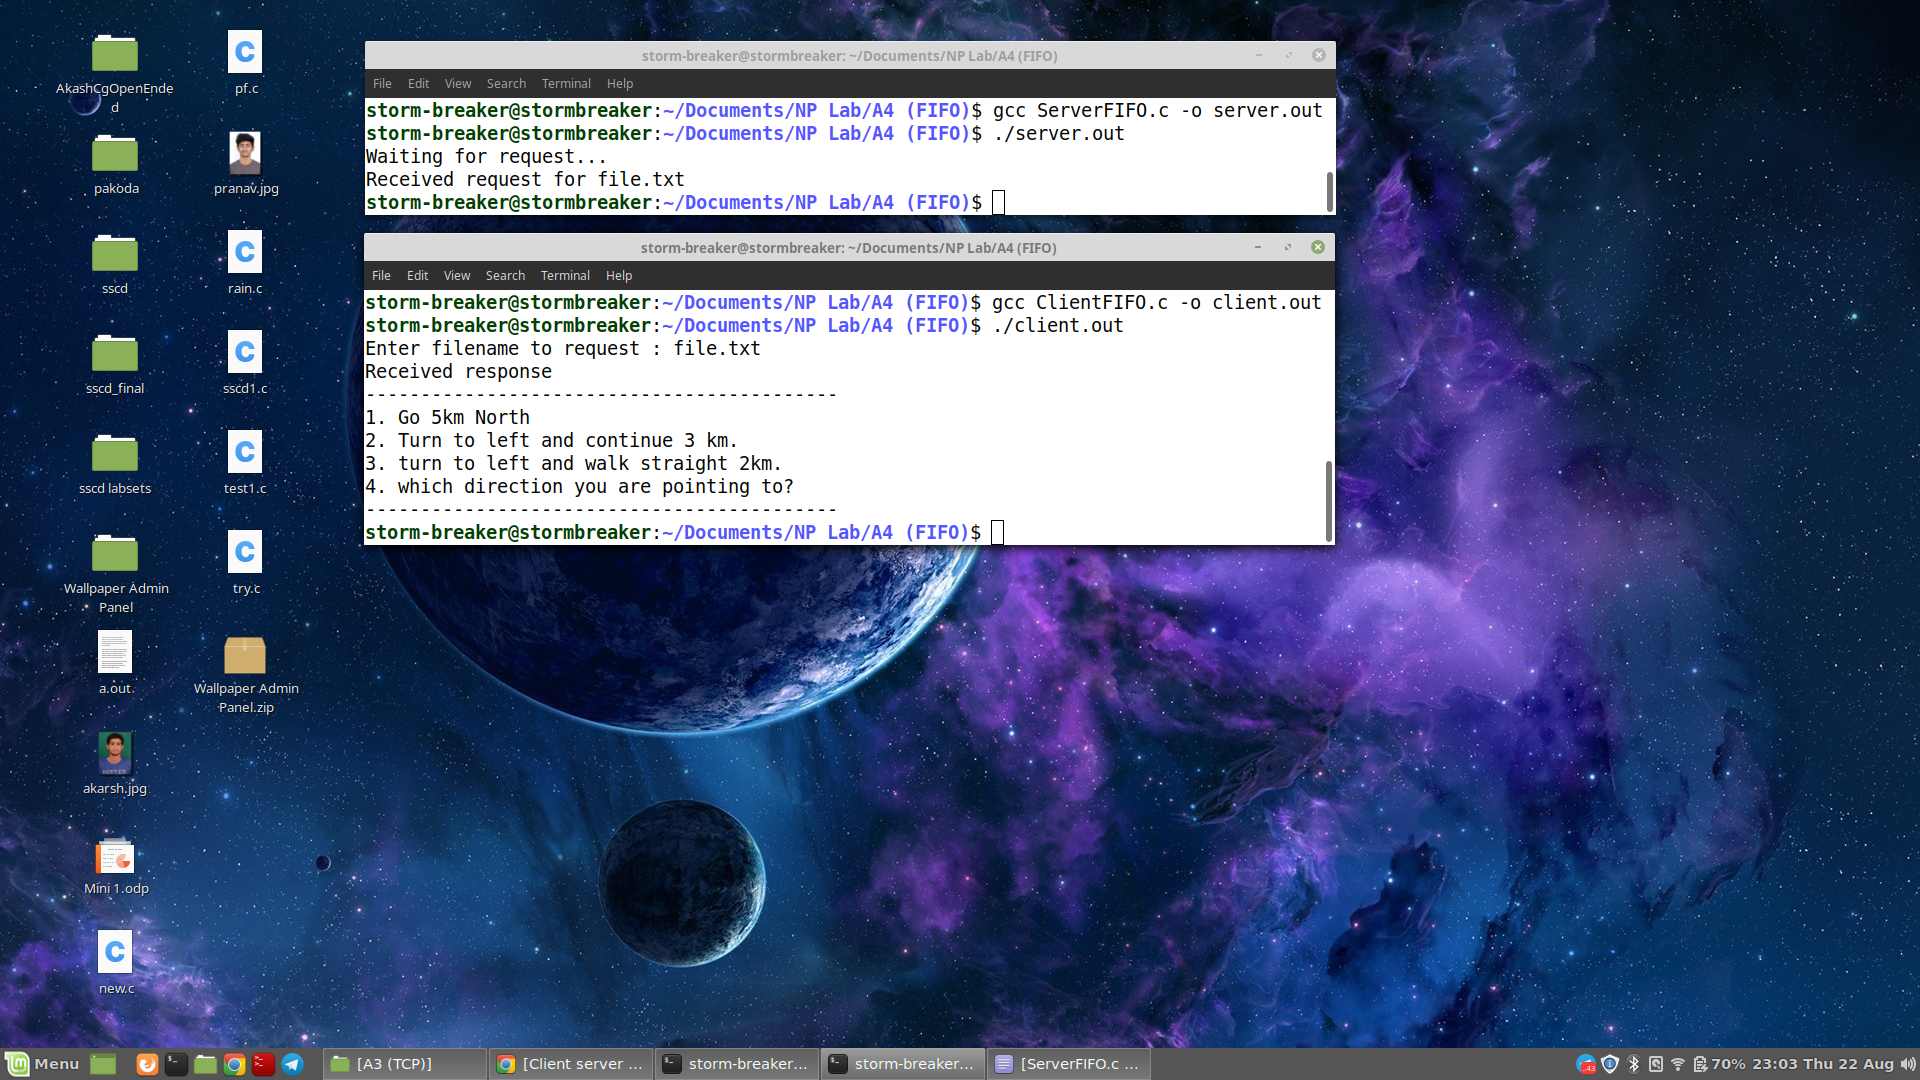 AkashCgOpenEnde
d
pakoda
sscd
sscd_final
sscd labsets
Wallpaper Admin
Panel
a.out.
akarsh.jpg
Mini 1.odp
new.c
pf.c
pranav.jpg
rain.c
sscd1.c
test1.c
try.c
Wallpaper Admin
Panel.zip
storm-breaker@stormbreaker: ~/Documents/NP Lab/A4 (FIFO)
File Edit View Search Terminal Help
storm-breaker@stormbreaker:~/Documents/NP Lab/A4 (FIFO)$ gcc ServerFIFO.c -o server.out
storm-breaker@stormbreaker:~/Documents/NP Lab/A4 (FIFO)$ ./server.out
Waiting for request...
Received request for file.txt
storm-breaker@stormbreaker:~/Documents/NP Lab/A4 (FIFO)$
storm-breaker@stormbreaker: ~/Documents/NP Lab/A4 (FIFO)
File Edit View Search Terminal Help
storm-breaker@stormbreaker:~/Documents/NP Lab/A4 (FIFO)$ gcc ClientFIFO.c -o client.out
storm-breaker@stormbreaker:~/Documents/NP Lab/A4 (FIFO)$ ./client.out
Enter filename to request : file.txt
Received response
-------------------------------------------
1. Go 5km North
2. Turn to left and continue 3 km.
3. turn to left and walk straight 2km.
4. which direction you are pointing to?
-------------------------------------------
storm-breaker@stormbreaker:~/Documents/NP Lab/A4 (FIFO)$
Menu [A3 (TCP)] [Client server ... storm-breaker... storm-breaker... [ServerFIFO.c ... 70% 23:03 Thu 22 Aug